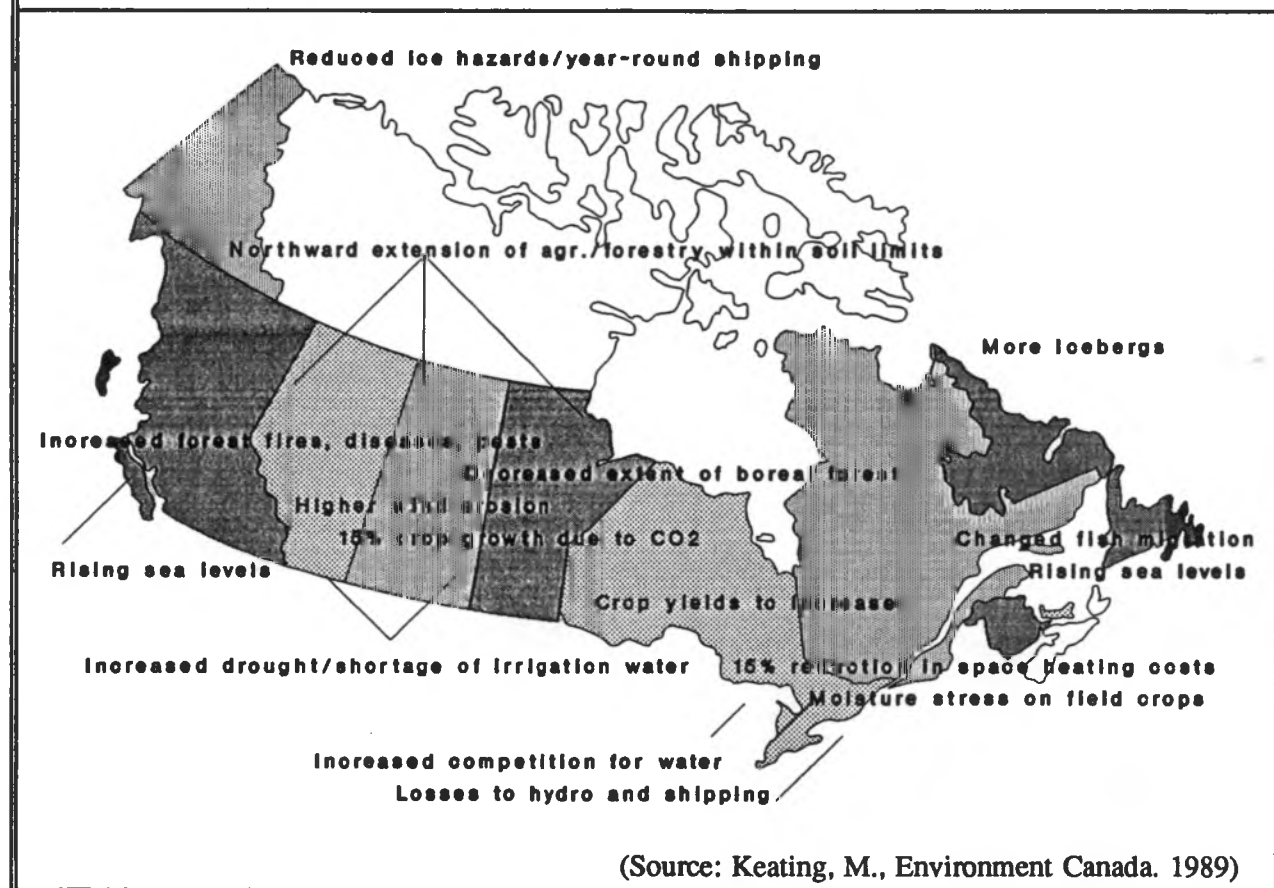 Reduced ice hazards/year-round shipping
Northward extension of agr./forestry within soil limits
More icebergs
Increased forest fires, diseases, pests
Decreased extent of boreal forest
Higher wind erosion
15% crop growth due to CO2
Changed fish migration
Rising sea levels
Rising sea levels
Crop yields to increase
Increased drought/shortage of irrigation water
15% reduction in space heating costs
Moisture stress on field crops
Increased competition for water
Losses to hydro and shipping
(Source: Keating, M., Environment Canada. 1989)